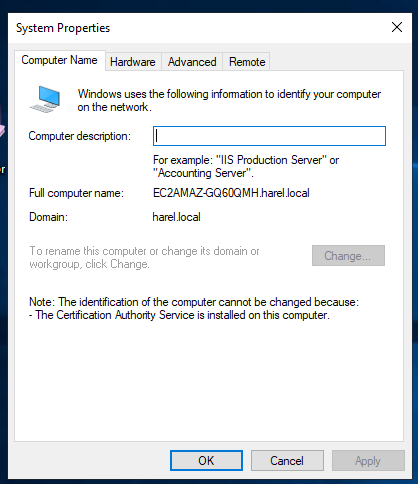 System Properties
Computer Name
Hardware
Advanced
Remote
Windows uses the following information to identify your computer
on the network.
Computer description:
For example: "IIS Production Server" or
"Accounting Server".
Full computer name: EC2AMAZ-GQ60QMH.harel.local
Domain: harel.local
To rename this computer or change its domain or
workgroup, click Change.
Change...
Note: The identification of the computer cannot be changed because:
- The Certification Authority Service is installed on this computer.
OK
Cancel
Apply